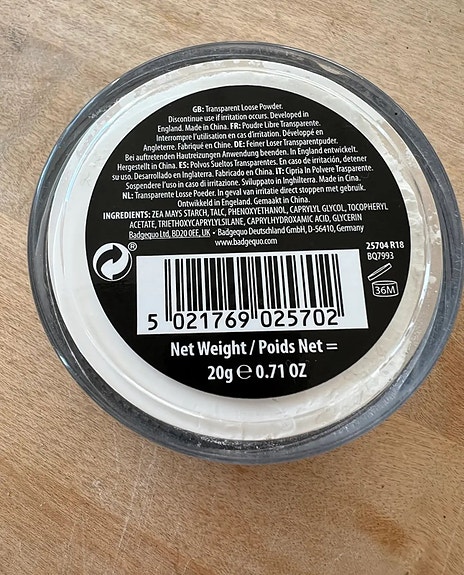 GB: Transparent Loose Powder.
Discontinue use if irritation occurs. Developed in
England. Made in China. FR: Poudre Libre Transparente.
Interrompre l'utilisation en cas d'irritation. Développé en
Angleterre. Fabriqué en Chine. DE: Feiner Loser Transparentpuder.
Bei auftretenden Hautreizungen Anwendung beenden. In England entwickelt.
Hergestellt in China. ES: Polvos Sueltos Transparentes. En caso de irritación, detener
su uso. Desarrollado en Inglaterra. Fabricado en China. IT: Cipria In Polvere Trasparente.
Sospendere l'uso in caso di irritazione. Sviluppato in Inghilterra. Made in Cina.
NL: Transparente Losse Poeder. In geval van irritatie direct stoppen met gebruik.
Ontwikkeld in Engeland. Gemaakt in China.
INGREDIENTS: ZEA MAYS STARCH, TALC, PHENOXYETHANOL, CAPRYLYL GLYCOL, TOCOPHERYL
ACETATE, TRIETHOXYCAPRYLYLSILANE, CAPRYLHYDROXAMIC ACID, GLYCERIN
Badgequo Ltd, BD20 0EF, UK • Badgequo Deutschland GmbH, D-56410, Germany
www.badgequo.com
25704 R18
BQ7993
®
36M
5 021769 025702
Net Weight / Poids Net =
20g ℮ 0.71 OZ